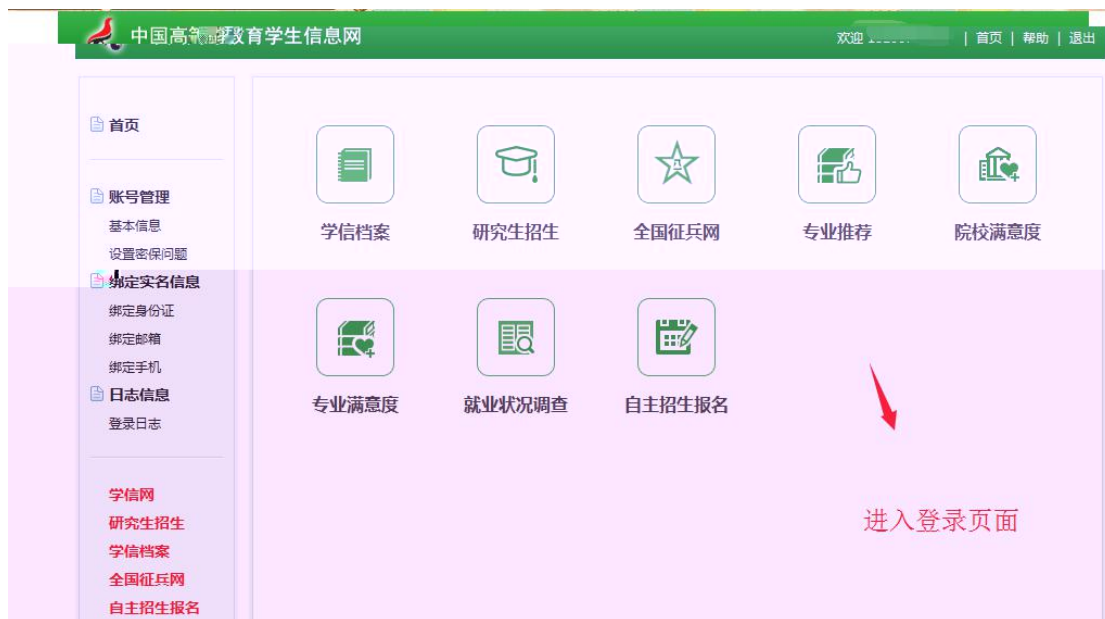 中国高等教育学生信息网
欢迎 | 首页 | 帮助 | 退出
首页
账号管理
基本信息
设置密保问题
绑定实名信息
绑定身份证
绑定邮箱
绑定手机
日志信息
登录日志
学信网
研究生招生
学信档案
全国征兵网
自主招生报名
学信档案 研究生招生 全国征兵网 专业推荐 院校满意度
专业满意度 就业状况调查 自主招生报名
进入登录页面